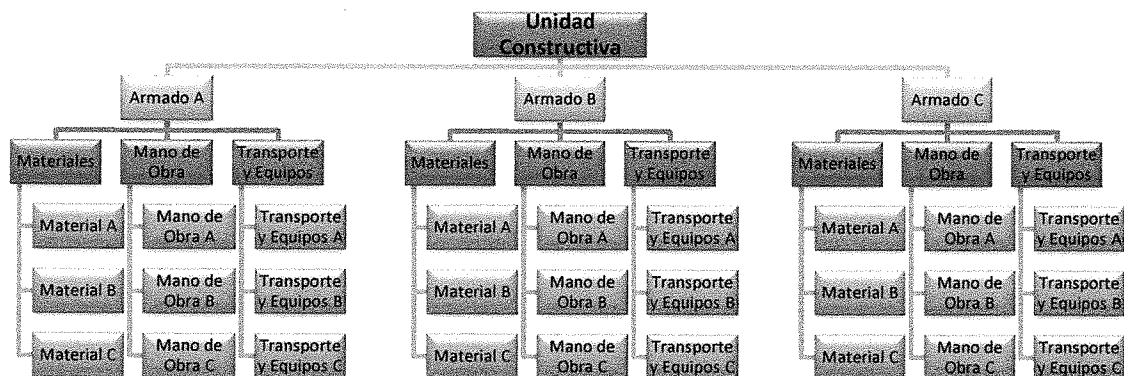 Unidad
Constructiva
Armado A
Armado B
Armado C
Materiales
Mano de
Obra
Transporte
y Equipos
Materiales
Mano de
Obra
Transporte
y Equipos
Materiales
Mano de
Obra
Transporte
y Equipos
Material A
Mano de
Obra A
Transporte
y Equipos A
Material A
Mano de
Obra A
Transporte
y Equipos A
Material A
Mano de
Obra A
Transporte
y Equipos A
Material B
Mano de
Obra B
Transporte
y Equipos B
Material B
Mano de
Obra B
Transporte
y Equipos B
Material B
Mano de
Obra B
Transporte
y Equipos B
Material C
Mano de
Obra C
Transporte
y Equipos C
Material C
Mano de
Obra C
Transporte
y Equipos C
Material C
Mano de
Obra C
Transporte
y Equipos C